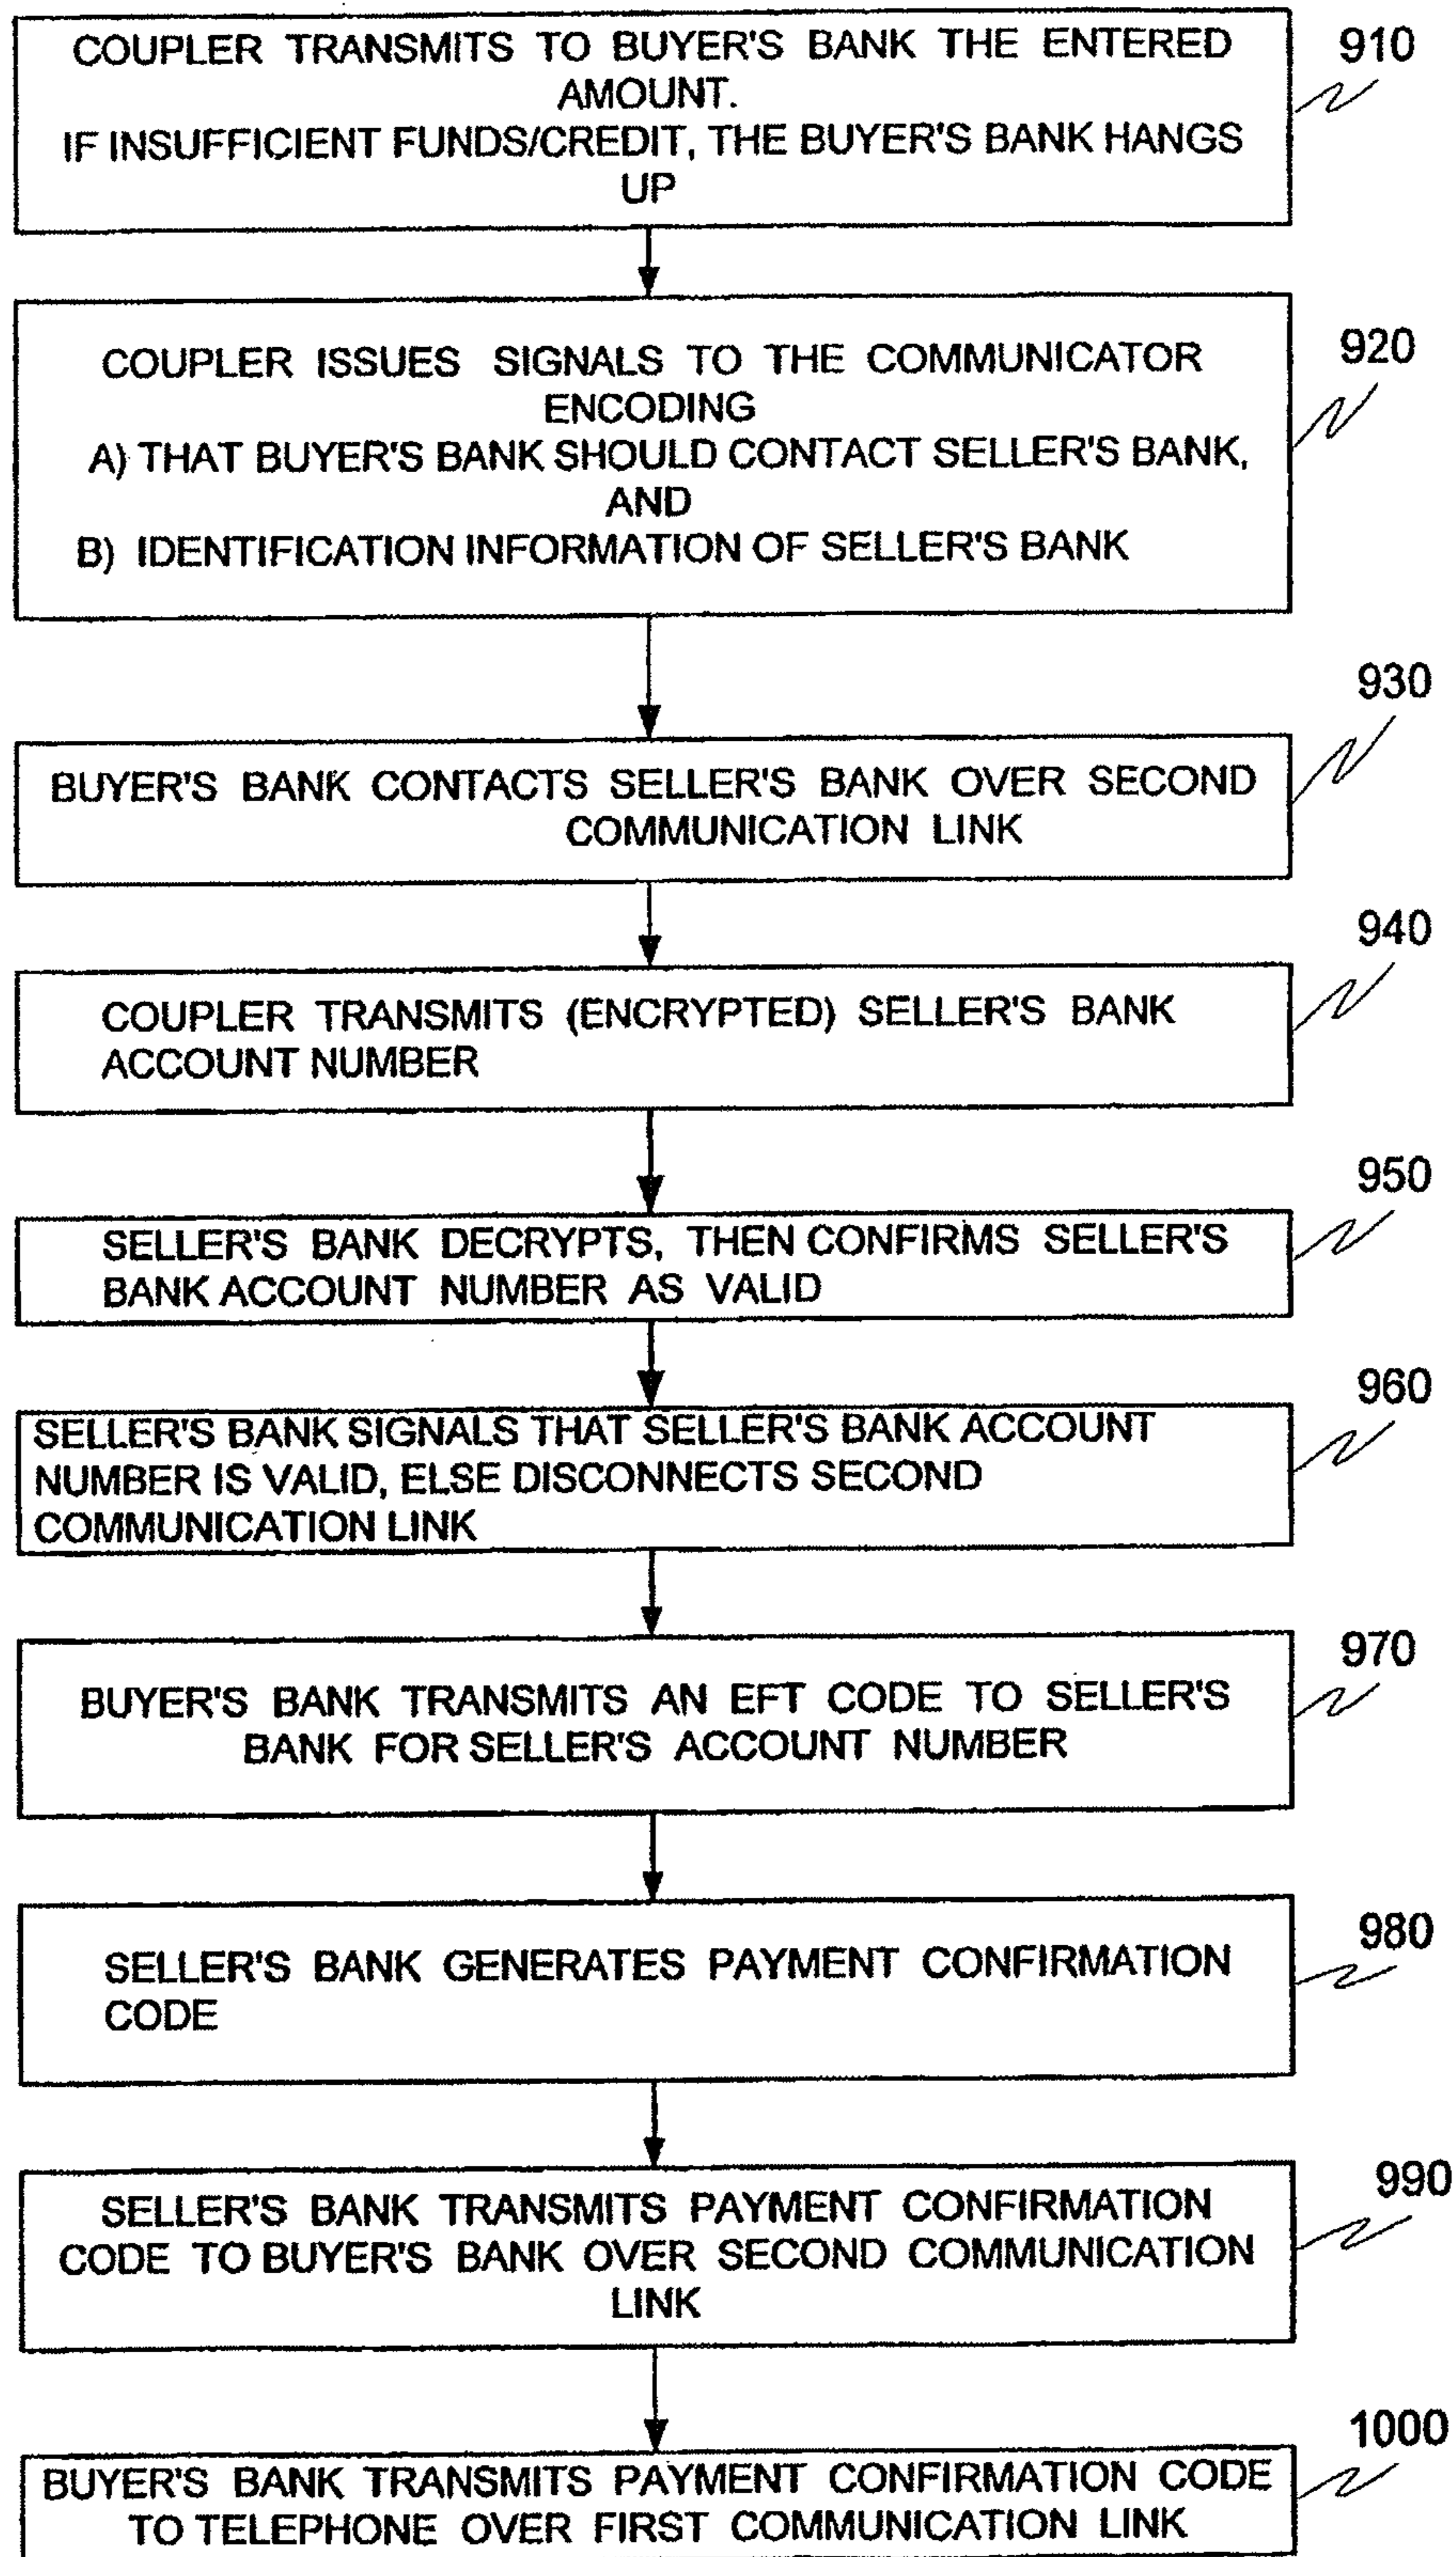 COUPLER TRANSMITS TO BUYER'S BANK THE ENTERED
AMOUNT.
IF INSUFFICIENT FUNDS/CREDIT, THE BUYER'S BANK HANGS
UP
910
COUPLER ISSUES SIGNALS TO THE COMMUNICATOR
ENCODING
A) THAT BUYER'S BANK SHOULD CONTACT SELLER'S BANK,
AND
B) IDENTIFICATION INFORMATION OF SELLER'S BANK
920
BUYER'S BANK CONTACTS SELLER'S BANK OVER SECOND
COMMUNICATION LINK
930
COUPLER TRANSMITS (ENCRYPTED) SELLER'S BANK
ACCOUNT NUMBER
940
SELLER'S BANK DECRYPTS, THEN CONFIRMS SELLER'S
BANK ACCOUNT NUMBER AS VALID
950
SELLER'S BANK SIGNALS THAT SELLER'S BANK ACCOUNT
NUMBER IS VALID, ELSE DISCONNECTS SECOND
COMMUNICATION LINK
960
BUYER'S BANK TRANSMITS AN EFT CODE TO SELLER'S
BANK FOR SELLER'S ACCOUNT NUMBER
970
SELLER'S BANK GENERATES PAYMENT CONFIRMATION
CODE
980
SELLER'S BANK TRANSMITS PAYMENT CONFIRMATION
CODE TO BUYER'S BANK OVER SECOND COMMUNICATION
LINK
990
BUYER'S BANK TRANSMITS PAYMENT CONFIRMATION CODE
TO TELEPHONE OVER FIRST COMMUNICATION LINK
1000